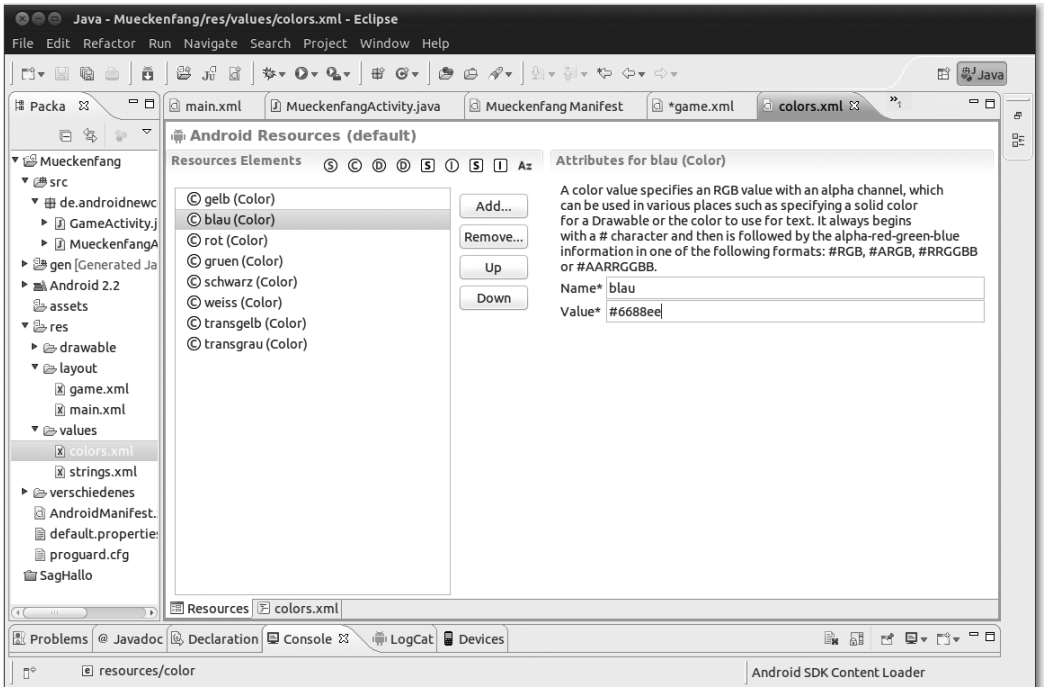 Java - Mueckenfang/res/values/colors.xml - Eclipse
File Edit Refactor Run Navigate Search Project Window Help
Java
Packa
main.xml
MueckenfangActivity.java
Mueckenfang Manifest
*game.xml
colors.xml
»1
Android Resources (default)
Mueckenfang
src
de.androidnewc
GameActivity.j
MueckenfangA
gen [Generated Ja
Android 2.2
assets
res
drawable
layout
game.xml
main.xml
values
colors.xml
strings.xml
verschiedenes
AndroidManifest.
default.properties
proguard.cfg
SagHallo
Resources Elements
S C D D S I S I Az
gelb (Color)
blau (Color)
rot (Color)
gruen (Color)
schwarz (Color)
weiss (Color)
transgelb (Color)
transgrau (Color)
Add...
Remove...
Up
Down
Attributes for blau (Color)
A color value specifies an RGB value with an alpha channel, which
can be used in various places such as specifying a solid color
for a Drawable or the color to use for text. It always begins
with a # character and then is followed by the alpha-red-green-blue
information in one of the following formats: #RGB, #ARGB, #RRGGBB
or #AARRGGBB.
Name* blau
Value* #6688ee
Resources
colors.xml
Problems
@ Javadoc
Declaration
Console
LogCat
Devices
resources/color
Android SDK Content Loader